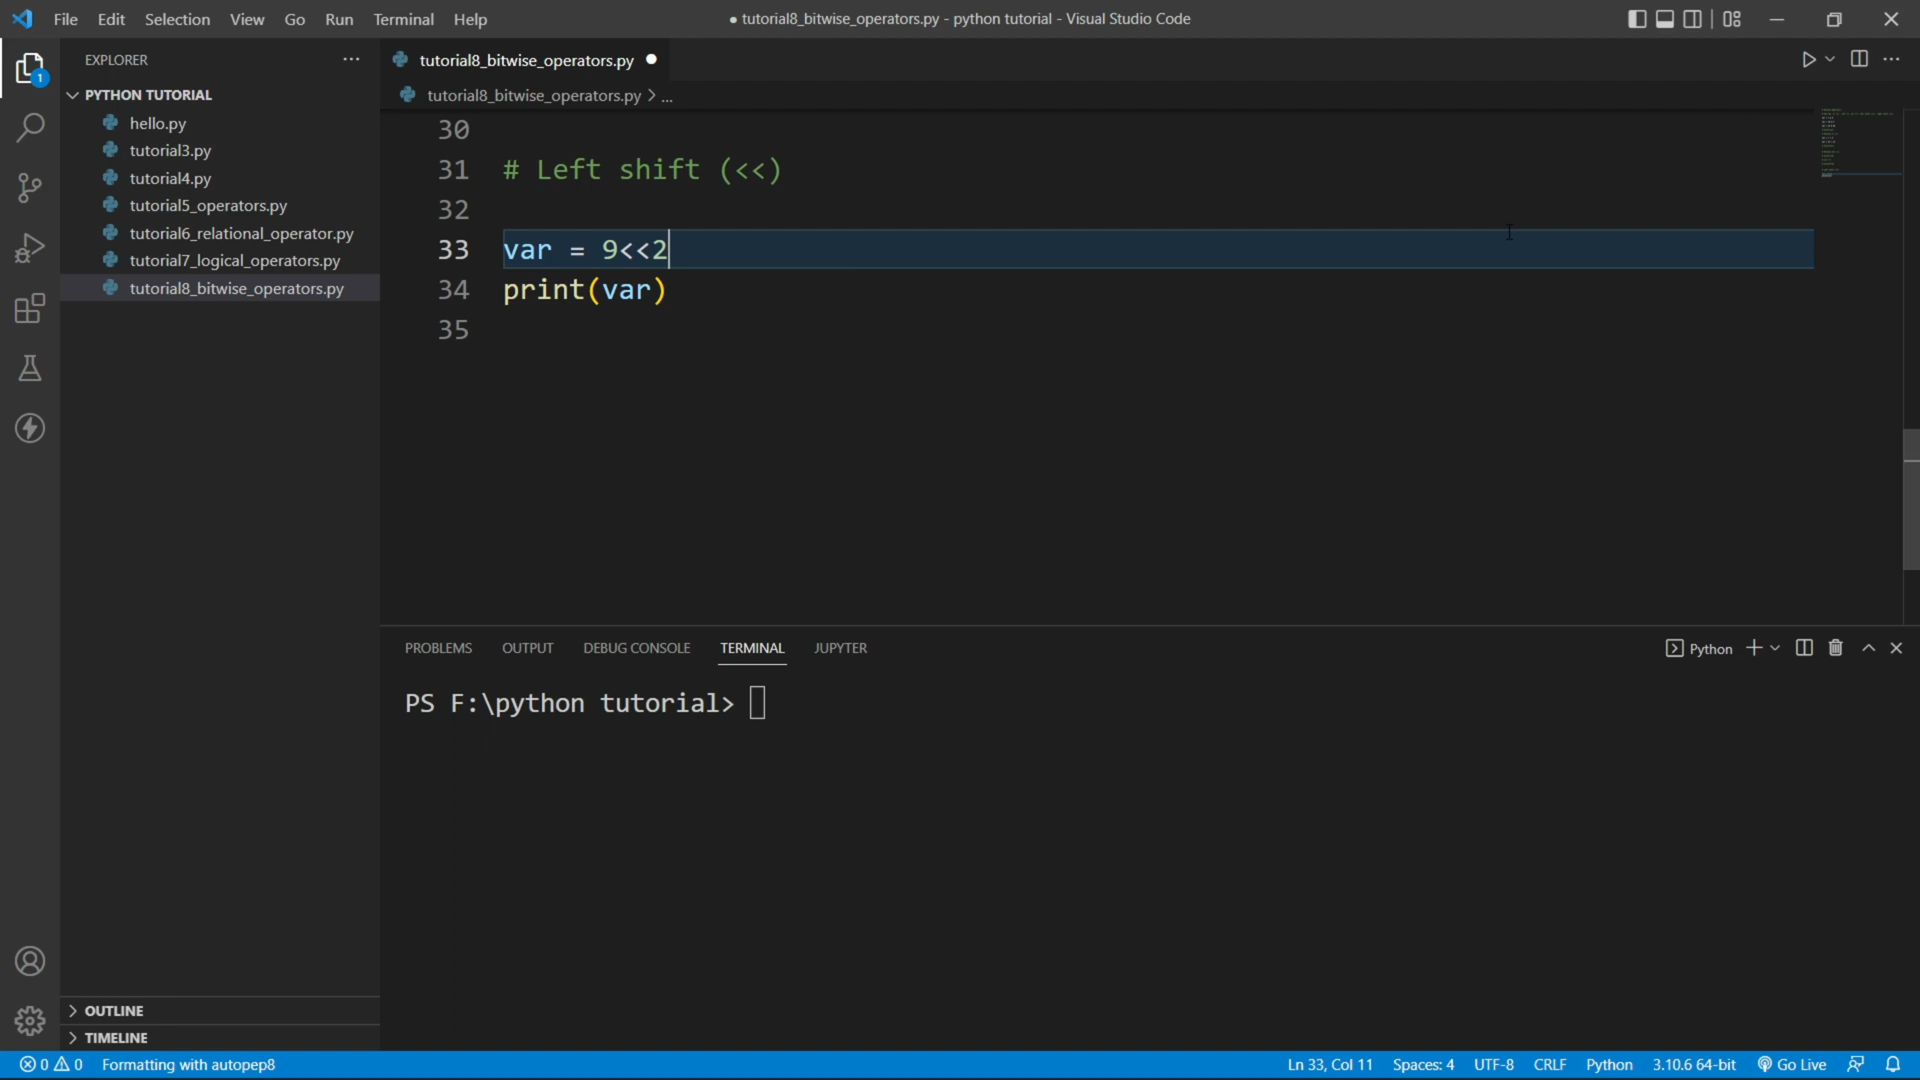 File Edit Selection View Go Run Terminal Help
● tutorial8_bitwise_operators.py - python tutorial - Visual Studio Code
1
EXPLORER
PYTHON TUTORIAL
hello.py
tutorial3.py
tutorial4.py
tutorial5_operators.py
tutorial6_relational_operator.py
tutorial7_logical_operators.py
tutorial8_bitwise_operators.py
OUTLINE
TIMELINE
tutorial8_bitwise_operators.py ●
tutorial8_bitwise_operators.py > ...
30
31 # Left shift (<<)
32
33 var = 9<<2
34 print(var)
35
PROBLEMS OUTPUT DEBUG CONSOLE TERMINAL JUPYTER
Python
PS F:\python tutorial>
0 0 Formatting with autopep8
Ln 33, Col 11 Spaces: 4 UTF-8 CRLF Python 3.10.6 64-bit Go Live